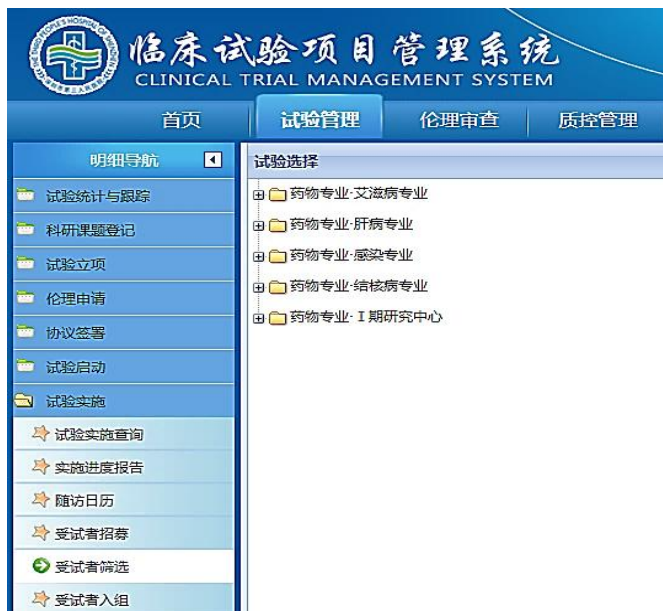 临床试验项目管理系统
CLINICAL TRIAL MANAGEMENT SYSTEM
首页 试验管理 伦理审查 质控管理
明细导航
试验选择
试验统计与跟踪
科研课题登记
试验立项
伦理申请
协议签署
试验启动
试验实施
试验实施查询
实施进度报告
随访日历
受试者招募
受试者筛选
受试者入组
药物专业-艾滋病专业
药物专业-肝病专业
药物专业-感染专业
药物专业-结核病专业
药物专业-Ⅰ期研究中心